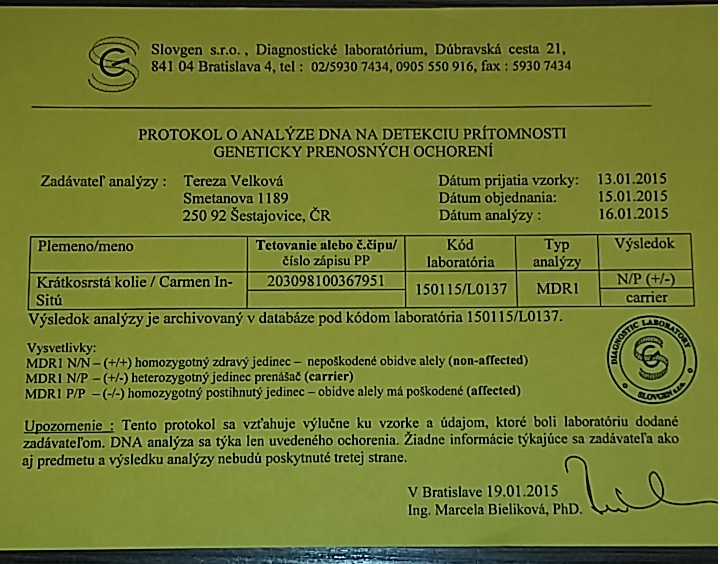 Slovgen s.r.o., Diagnostické laboratórium, Dúbravská cesta 21,
841 04 Bratislava 4, tel : 02/5930 7434, 0905 550 916, fax : 5930 7434
PROTOKOL O ANALÝZE DNA NA DETEKCIU PRÍTOMNOSTI
GENETICKY PRENOSNÝCH OCHORENÍ
Zadávateľ analýzy : Tereza Velková
Smetanova 1189
250 92 Šestajovice, ČR
Dátum prijatia vzorky: 13.01.2015
Dátum objednania: 15.01.2015
Dátum analýzy : 16.01.2015
Plemeno/meno
Tetovanie alebo č.čipu/
číslo zápisu PP
Kód
laboratória
Typ
analýzy
Výsledok
Krátkosrstá kolie / Carmen In-
Sitú
203098100367951
150115/L0137
MDR1
N/P (+/-)
carrier
Výsledok analýzy je archivovaný v databáze pod kódom laboratória 150115/L0137.
Vysvetlivky:
MDR1 N/N – (+/+) homozygotný zdravý jedinec – nepoškodené obidve alely (non-affected)
MDR1 N/P – (+/-) heterozygotný jedinec prenášač (carrier)
MDR1 P/P – (-/-) homozygotný postihnutý jedinec – obidve alely má poškodené (affected)
DIAGNOSTIC LABORATORY
SLOVGEN s.r.o.
Upozornenie : Tento protokol sa vzťahuje výlučne ku vzorke a údajom, ktoré boli laboratóriu dodané
zadávateľom. DNA analýza sa týka len uvedeného ochorenia. Žiadne informácie týkajúce sa zadávateľa ako
aj predmetu a výsledku analýzy nebudú poskytnuté tretej strane.
V Bratislave 19.01.2015
Ing. Marcela Bieliková, PhD.